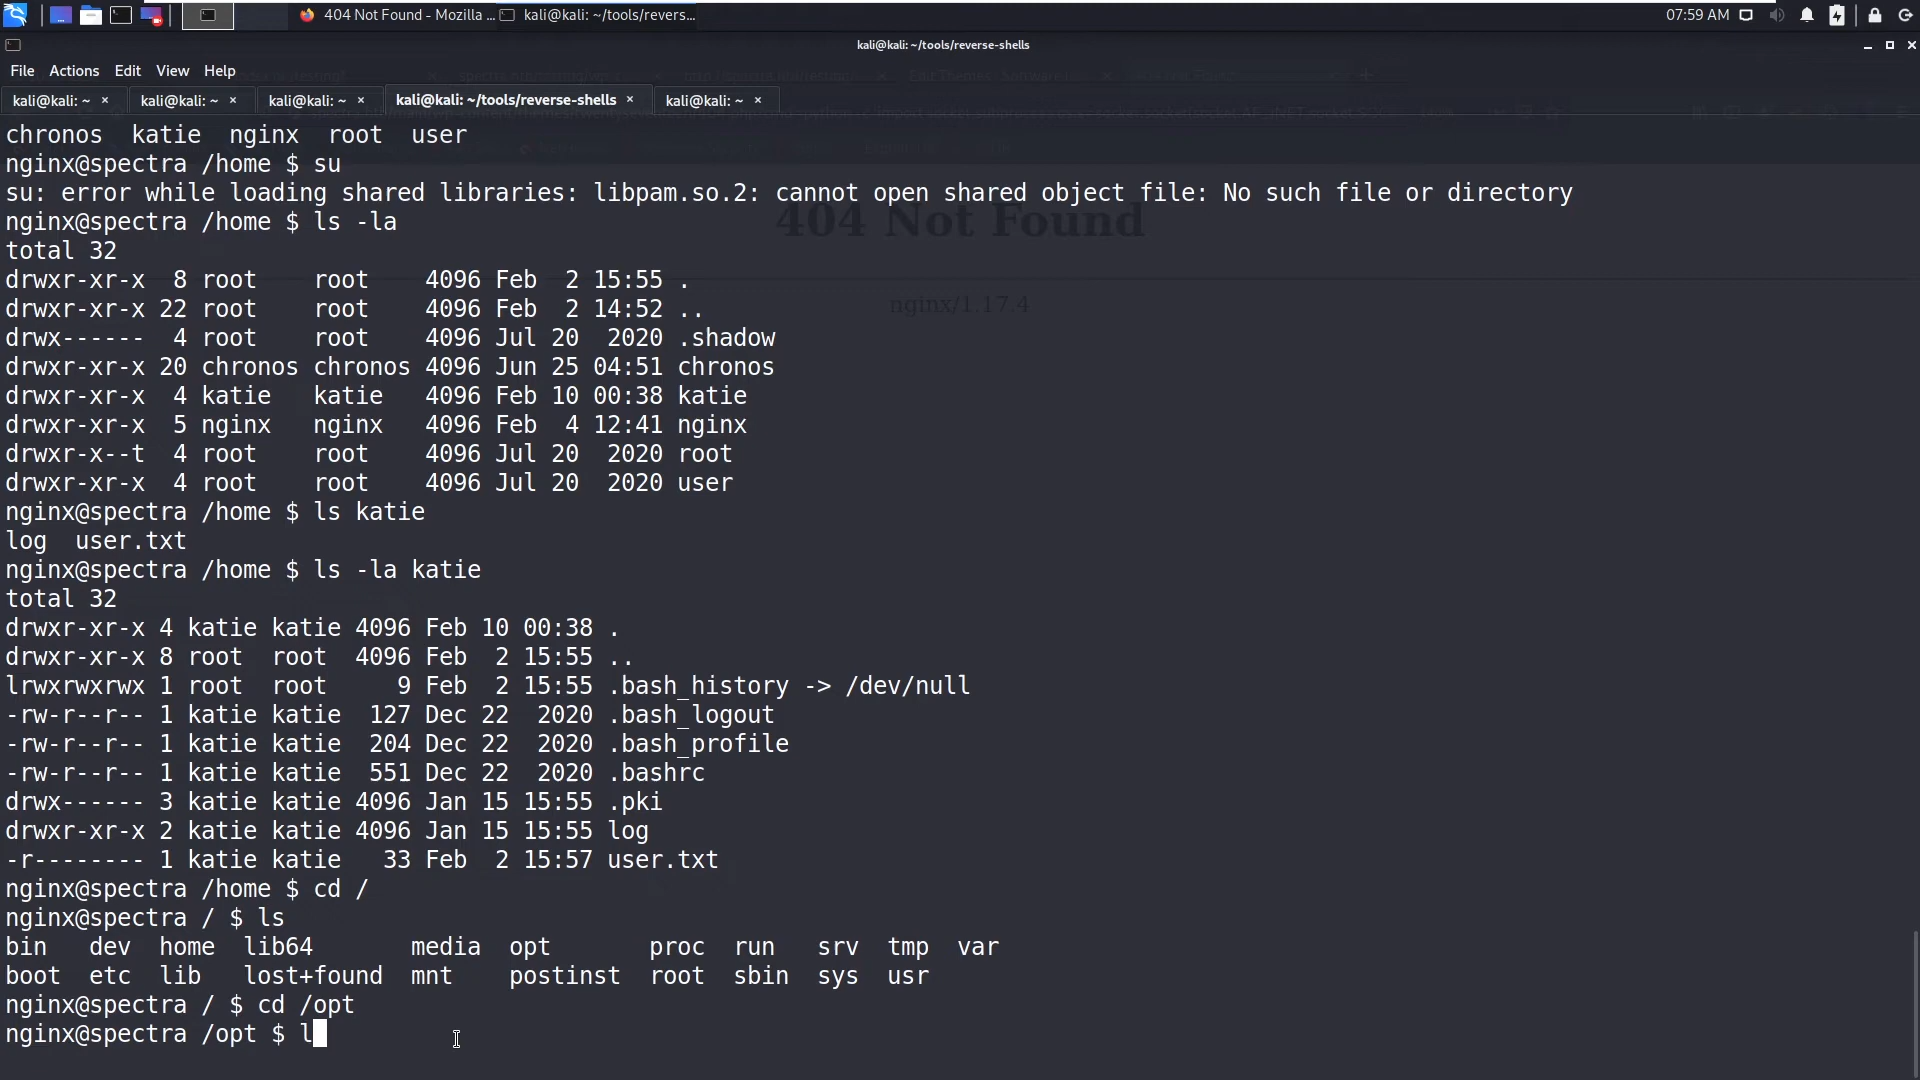 404 Not Found - Mozilla ... kali@kali: ~/tools/revers... 07:59 AM
kali@kali: ~/tools/reverse-shells
File Actions Edit View Help
kali@kali: ~ × kali@kali: ~ × kali@kali: ~ × kali@kali: ~/tools/reverse-shells × kali@kali: ~ ×
chronos  katie  nginx  root  user
nginx@spectra /home $ su
su: error while loading shared libraries: libpam.so.2: cannot open shared object file: No such file or directory
nginx@spectra /home $ ls -la
404 Not Found
total 32
drwxr-xr-x  8 root    root    4096 Feb  2 15:55 .
nginx/1.17.4
drwxr-xr-x 22 root    root    4096 Feb  2 14:52 ..
drwx------  4 root    root    4096 Jul 20  2020 .shadow
drwxr-xr-x 20 chronos chronos 4096 Jun 25 04:51 chronos
drwxr-xr-x  4 katie   katie   4096 Feb 10 00:38 katie
drwxr-xr-x  5 nginx   nginx   4096 Feb  4 12:41 nginx
drwxr-x--t  4 root    root    4096 Jul 20  2020 root
drwxr-xr-x  4 root    root    4096 Jul 20  2020 user
nginx@spectra /home $ ls katie
log  user.txt
nginx@spectra /home $ ls -la katie
total 32
drwxr-xr-x 4 katie katie 4096 Feb 10 00:38 .
drwxr-xr-x 8 root  root  4096 Feb  2 15:55 ..
lrwxrwxrwx 1 root  root     9 Feb  2 15:55 .bash_history -> /dev/null
-rw-r--r-- 1 katie katie  127 Dec 22  2020 .bash_logout
-rw-r--r-- 1 katie katie  204 Dec 22  2020 .bash_profile
-rw-r--r-- 1 katie katie  551 Dec 22  2020 .bashrc
drwx------ 3 katie katie 4096 Jan 15 15:55 .pki
drwxr-xr-x 2 katie katie 4096 Jan 15 15:55 log
-r-------- 1 katie katie   33 Feb  2 15:57 user.txt
nginx@spectra /home $ cd /
nginx@spectra / $ ls
bin   dev  home  lib64       media  opt       proc  run   srv  tmp  var
boot  etc  lib   lost+found  mnt    postinst  root  sbin  sys  usr
nginx@spectra / $ cd /opt
nginx@spectra /opt $ l